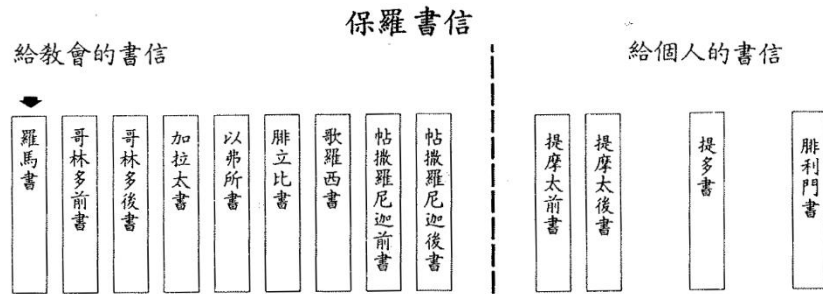 保羅書信
給教會的書信
給個人的書信
羅馬書
哥林多前書
哥林多後書
加拉太書
以弗所書
腓立比書
歌羅西書
帖撒羅尼迦前書
帖撒羅尼迦後書
提摩太前書
提摩太後書
提多書
腓利門書